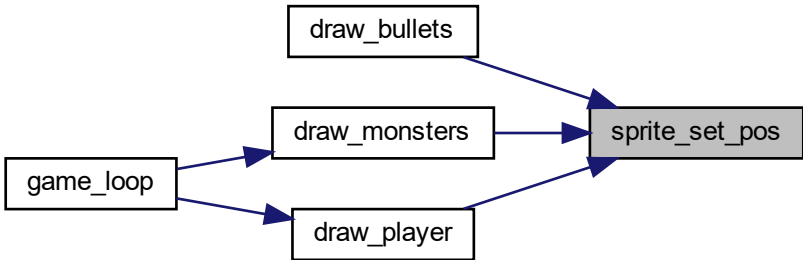 draw_bullets
draw_monsters
sprite_set_pos
game_loop
draw_player